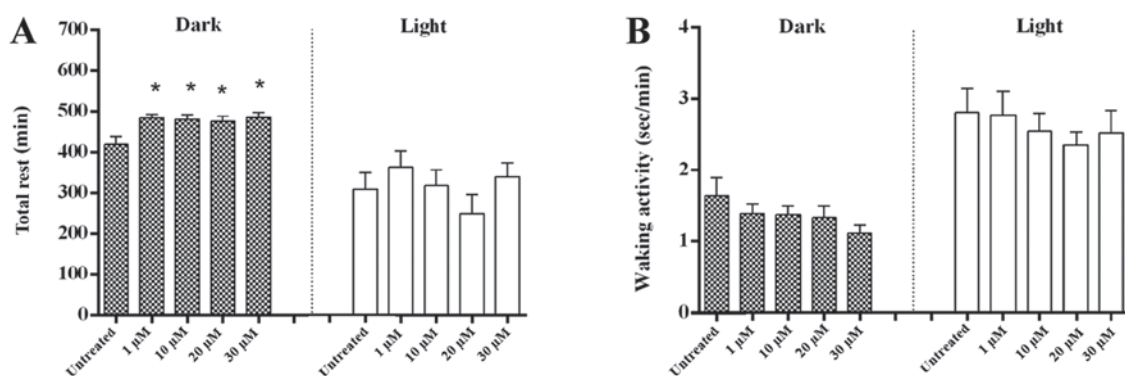 A
Dark
Light
Total rest (min)
700
600
500
400
300
200
100
0
* * * *
Untreated
1 µM
10 µM
20 µM
30 µM
Untreated
1 µM
10 µM
20 µM
30 µM
B
Dark
Light
Waking activity (sec/min)
4
3
2
1
0
Untreated
1 µM
10 µM
20 µM
30 µM
Untreated
1 µM
10 µM
20 µM
30 µM